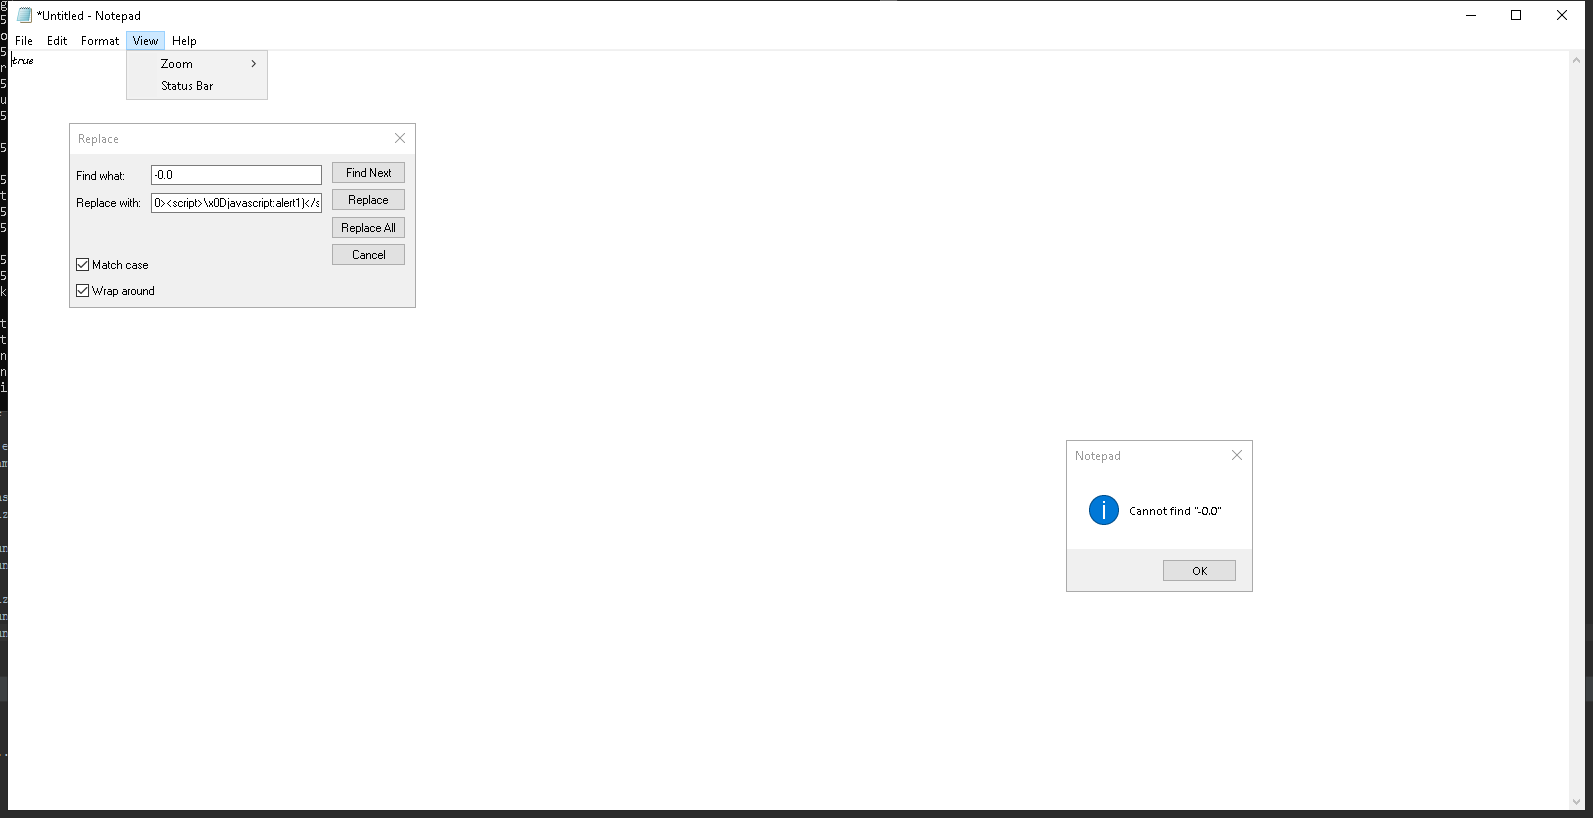 *Untitled - Notepad
File Edit Format View Help
true
Zoom
Status Bar
Replace
Find what: -0.0 Find Next
Replace with: 0><script>\x0Djavascript:alert1)</s Replace
Replace All
Cancel
Match case
Wrap around
Notepad
Cannot find "-0.0"
OK